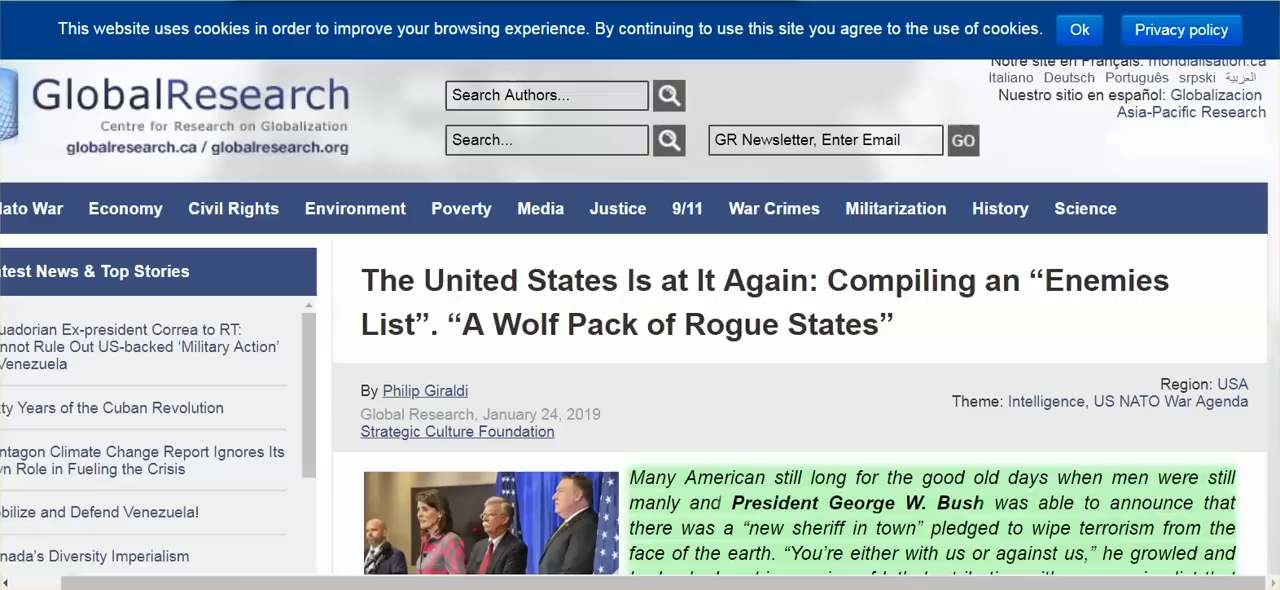 This website uses cookies in order to improve your browsing experience. By continuing to use this site you agree to the use of cookies. Ok Privacy policy
Notre site en Français: mondialisation.ca
Italiano Deutsch Português srpski العربية
Nuestro sitio en español: Globalizacion
Asia-Pacific Research
GlobalResearch
Centre for Research on Globalization
globalresearch.ca / globalresearch.org
Search Authors...
Search...
GR Newsletter, Enter Email GO
War Economy Civil Rights Environment Poverty Media Justice 9/11 War Crimes Militarization History Science
News & Top Stories
Ex-president Correa to RT:
Rule Out US-backed ‘Military Action’
Venezuela
Years of the Cuban Revolution
Climate Change Report Ignores Its
Role in Fueling the Crisis
and Defend Venezuela!
Diversity Imperialism
The United States Is at It Again: Compiling an “Enemies
List”. “A Wolf Pack of Rogue States”
By Philip Giraldi
Global Research, January 24, 2019
Strategic Culture Foundation
Region: USA
Theme: Intelligence, US NATO War Agenda
Many American still long for the good old days when men were still
manly and President George W. Bush was able to announce that
there was a “new sheriff in town” pledged to wipe terrorism from the
face of the earth. “You’re either with us or against us,” he growled and